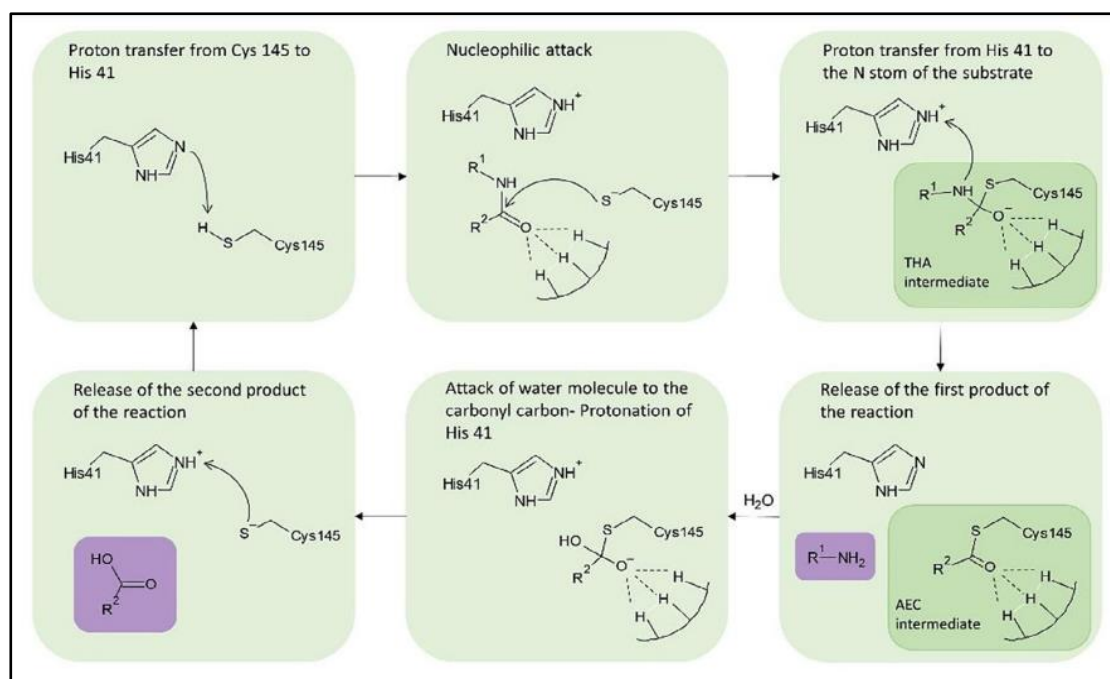 Proton transfer from Cys 145 to
His 41
His41
N
NH
H
S
Cys145
Nucleophilic attack
His41
NH+
NH
R1
NH
R2
O
S-
Cys145
H
H
H
Proton transfer from His 41 to
the N stom of the substrate
His41
NH+
NH
R1
NH
S
Cys145
R2
O-
H
H
H
THA
intermediate
Release of the second product
of the reaction
His41
NH+
NH
S-
Cys145
HO
O
R2
Attack of water molecule to the
carbonyl carbon- Protonation of
His 41
His41
NH+
NH
S
Cys145
HO
R2
O-
H
H
H
H2O
Release of the first product of
the reaction
His41
N
NH
R1—NH2
S
Cys145
R2
O
H
H
H
AEC
intermediate